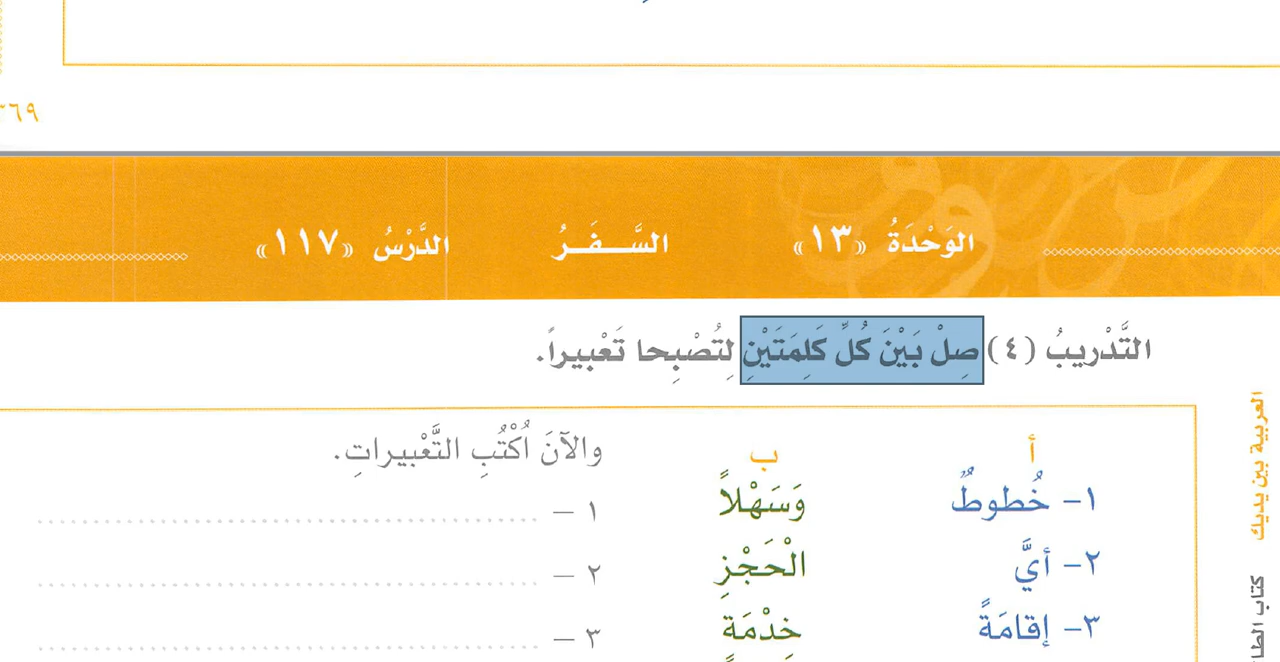 ٣٦٩
الوَحْدَةُ «١٣» السَّفَرُ الدَّرْسُ «١١٧»
التَّدْرِيبُ (٤) صِلْ بَيْنَ كُلِّ كَلِمَتَيْنِ لِتُصْبِحا تَعْبِيراً.
أ ب والآنَ اُكْتُبِ التَّعْبِيراتِ.
١- خُطوطٌ وَسَهْلاً ١ –
٢- أيَّ الْحَجْزِ ٢ –
٣- إقامَةً خِدْمَة ٣ –
العربية بين يديك كتاب